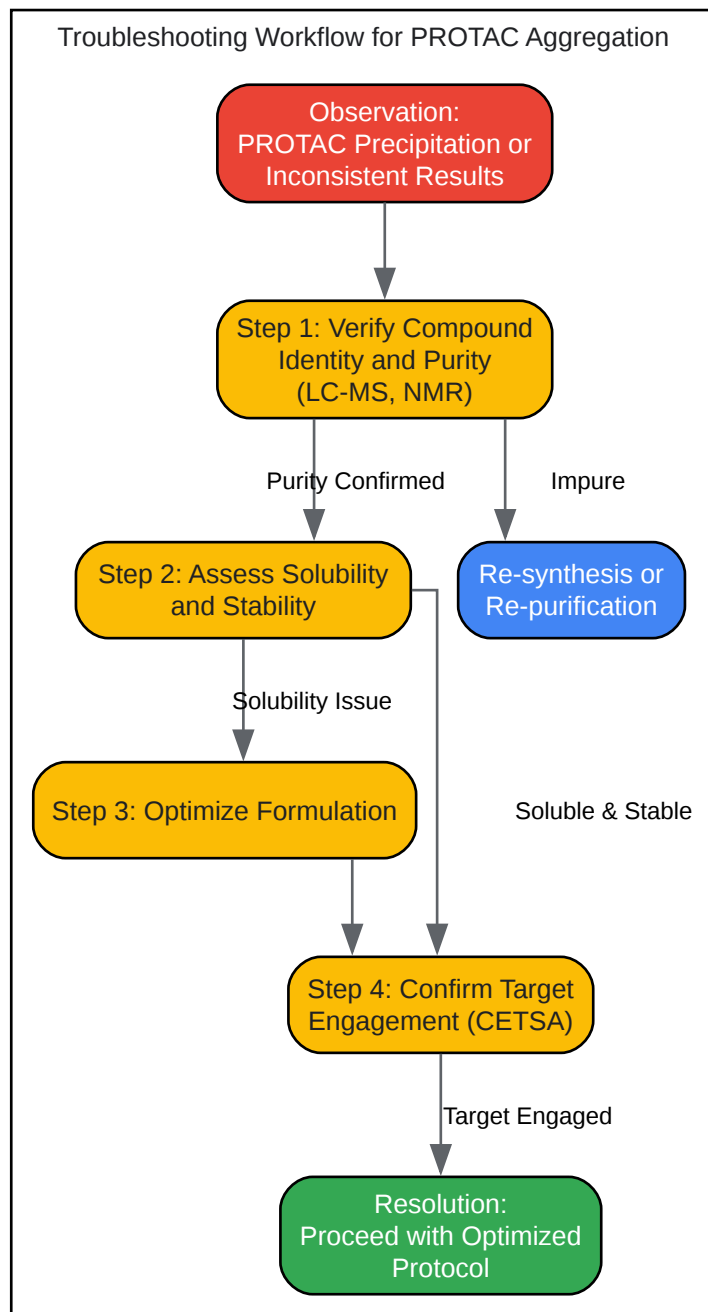 Troubleshooting Workflow for PROTAC Aggregation
Observation:
PROTAC Precipitation or
Inconsistent Results
Step 1: Verify Compound
Identity and Purity
(LC-MS, NMR)
Purity Confirmed
Impure
Step 2: Assess Solubility
and Stability
Re-synthesis or
Re-purification
Solubility Issue
Step 3: Optimize Formulation
Soluble & Stable
Step 4: Confirm Target
Engagement (CETSA)
Target Engaged
Resolution:
Proceed with Optimized
Protocol